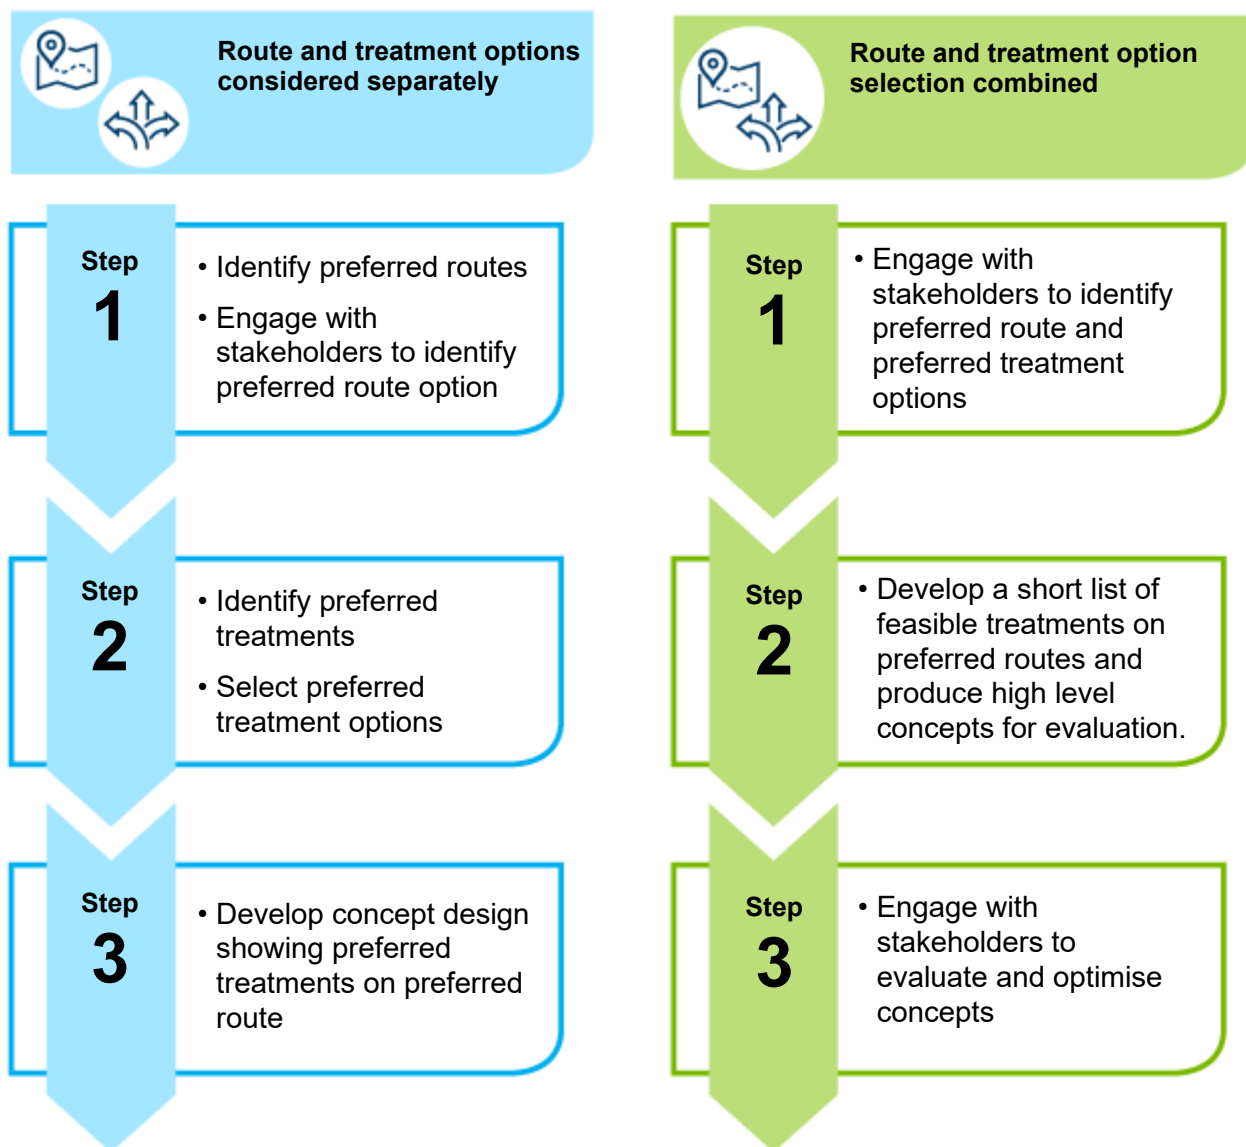 Route and treatment options
considered separately
Step
1
• Identify preferred routes
• Engage with
stakeholders to identify
preferred route option
Step
2
• Identify preferred
treatments
• Select preferred
treatment options
Step
3
• Develop concept design
showing preferred
treatments on preferred
route
Route and treatment option
selection combined
Step
1
• Engage with
stakeholders to identify
preferred route and
preferred treatment
options
Step
2
• Develop a short list of
feasible treatments on
preferred routes and
produce high level
concepts for evaluation.
Step
3
• Engage with
stakeholders to
evaluate and optimise
concepts